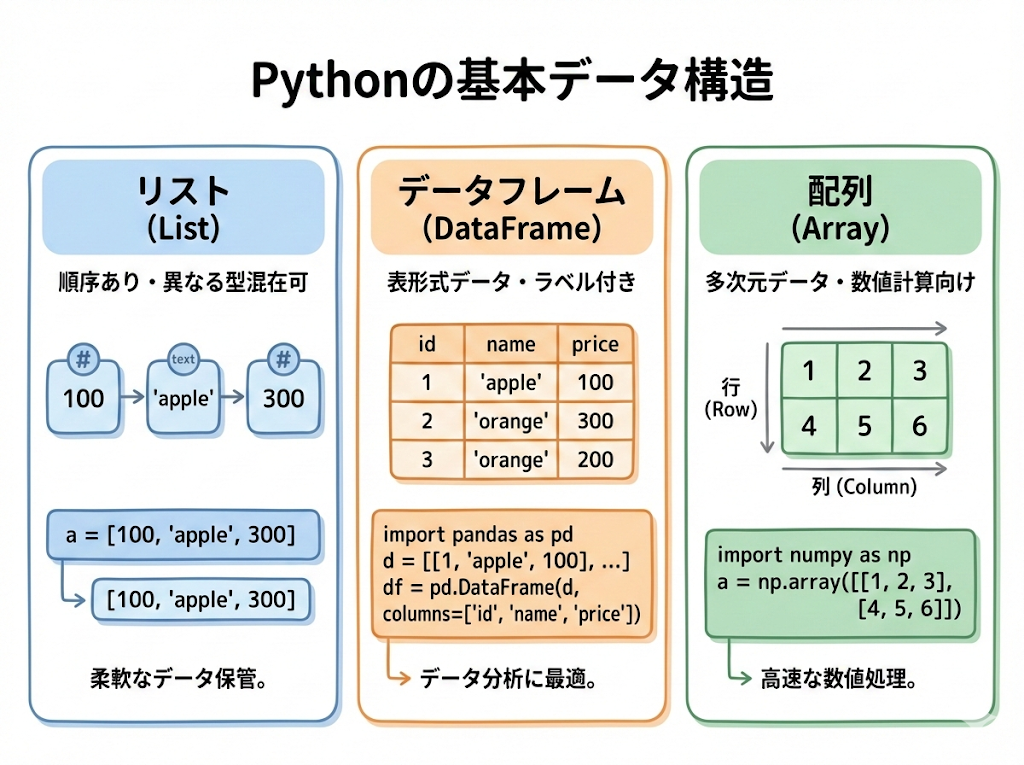 Pythonの基本データ構造
リスト
(List)
順序あり・異なる型混在可
#
text
#
100
'apple'
300
a = [100, 'apple', 300]
[100, 'apple', 300]
柔軟なデータ保管。
データフレーム
(DataFrame)
表形式データ・ラベル付き
id name price
1 'apple' 100
2 'orange' 300
3 'orange' 200
import pandas as pd
d = [[1, 'apple', 100], ...]
df = pd.DataFrame(d,
columns=['id', 'name', 'price'])
データ分析に最適。
配列
(Array)
多次元データ・数値計算向け
行
(Row)
1 2 3
4 5 6
列 (Column)
import numpy as np
a = np.array([[1, 2, 3],
[4, 5, 6]])
高速な数値処理。